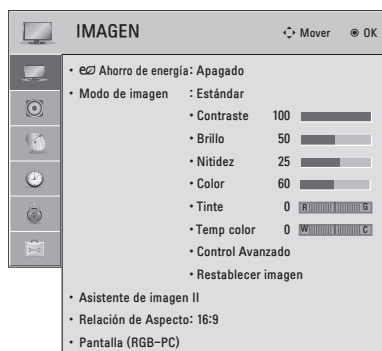 IMAGEN Mover OK
• Ahorro de energía: Apagado
• Modo de imagen : Estándar
• Contraste 100
• Brillo 50
• Nitidez 25
• Color 60
• Tinte 0 R G
• Temp color 0 W C
• Control Avanzado
• Restablecer imagen
• Asistente de imagen II
• Relación de Aspecto: 16:9
• Pantalla (RGB-PC)